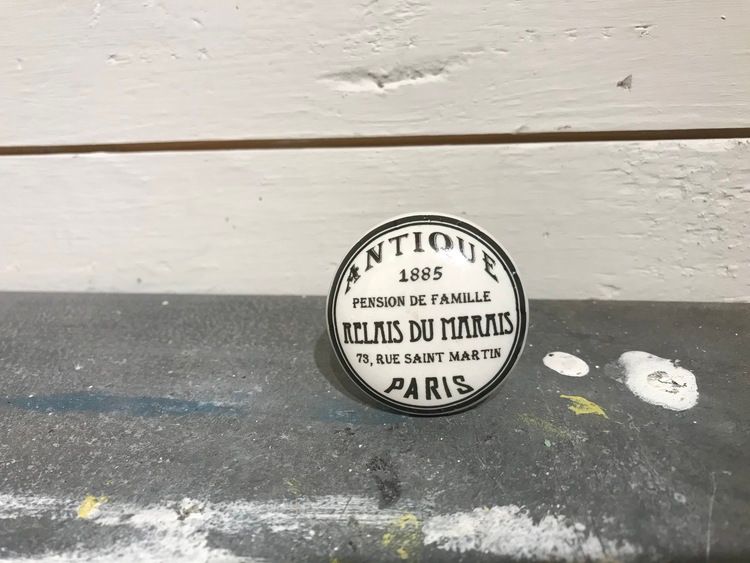 ANTIQUE
1885
PENSION DE FAMILLE
RELAIS DU MARAIS
73, RUE SAINT MARTIN
PARIS